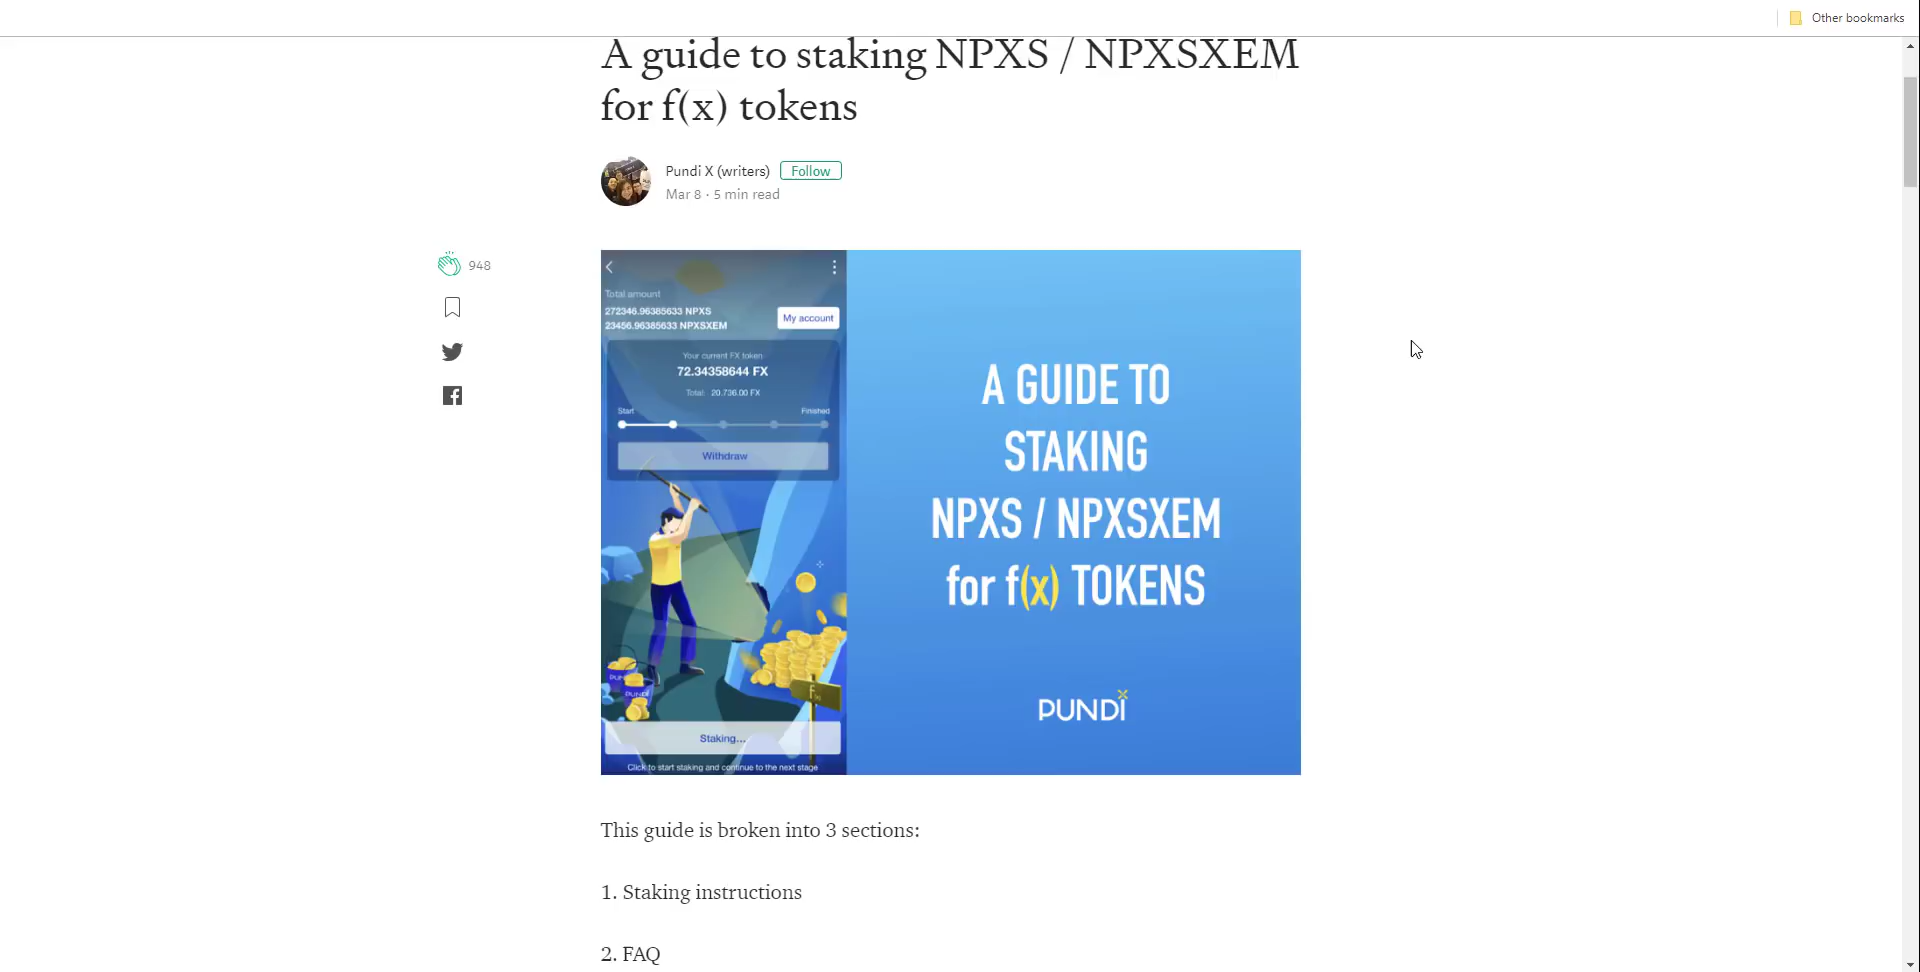 Other bookmarks
A guide to staking NPXS / NPXSXEM
for f(x) tokens
Pundi X (writers) Follow
Mar 8 · 5 min read
948
Total amount
272346.96385633 NPXS
23456.96385633 NPXSXEM
My account
Your current FX token
72.34358644 FX
Total: 20.736.00 FX
Start Finished
Withdraw
PUNDI
f(x)
Staking...
Click to start staking and continue to the next stage
A GUIDE TO
STAKING
NPXS / NPXSXEM
for f(x) TOKENS
PUNDI X
This guide is broken into 3 sections:
1. Staking instructions
2. FAQ